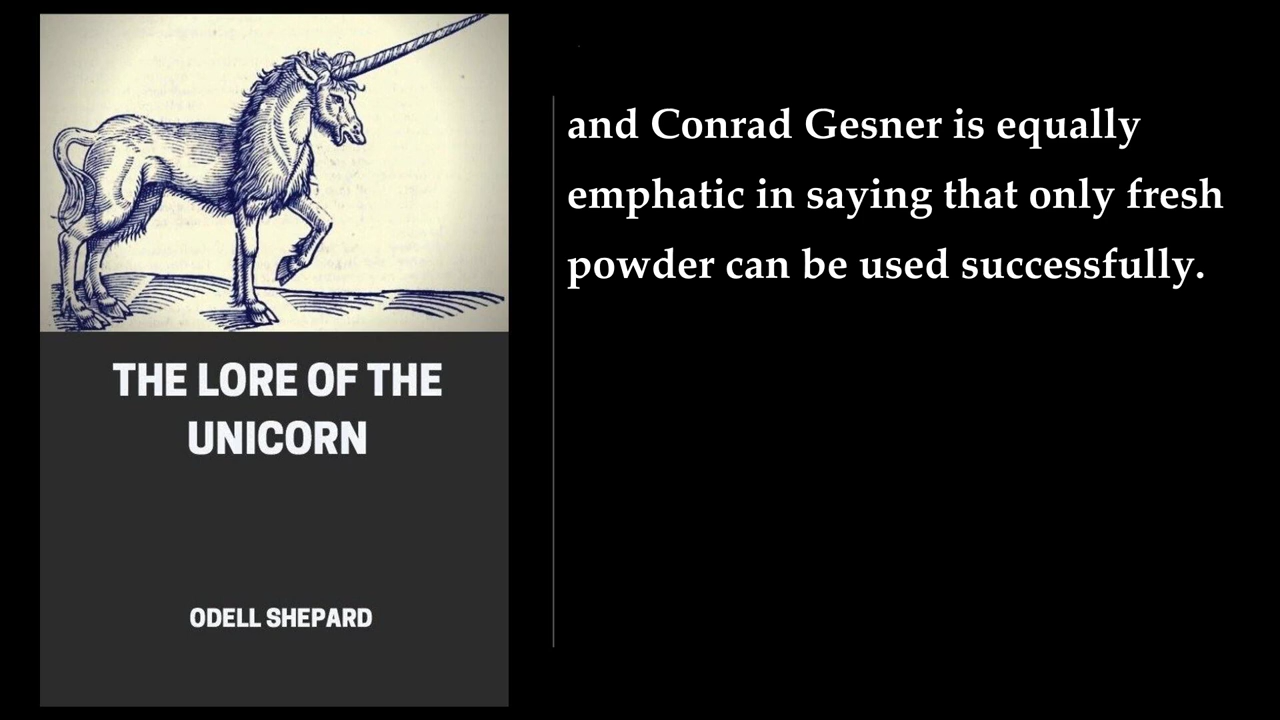 THE LORE OF THE
UNICORN
ODELL SHEPARD
and Conrad Gesner is equally
emphatic in saying that only fresh
powder can be used successfully.